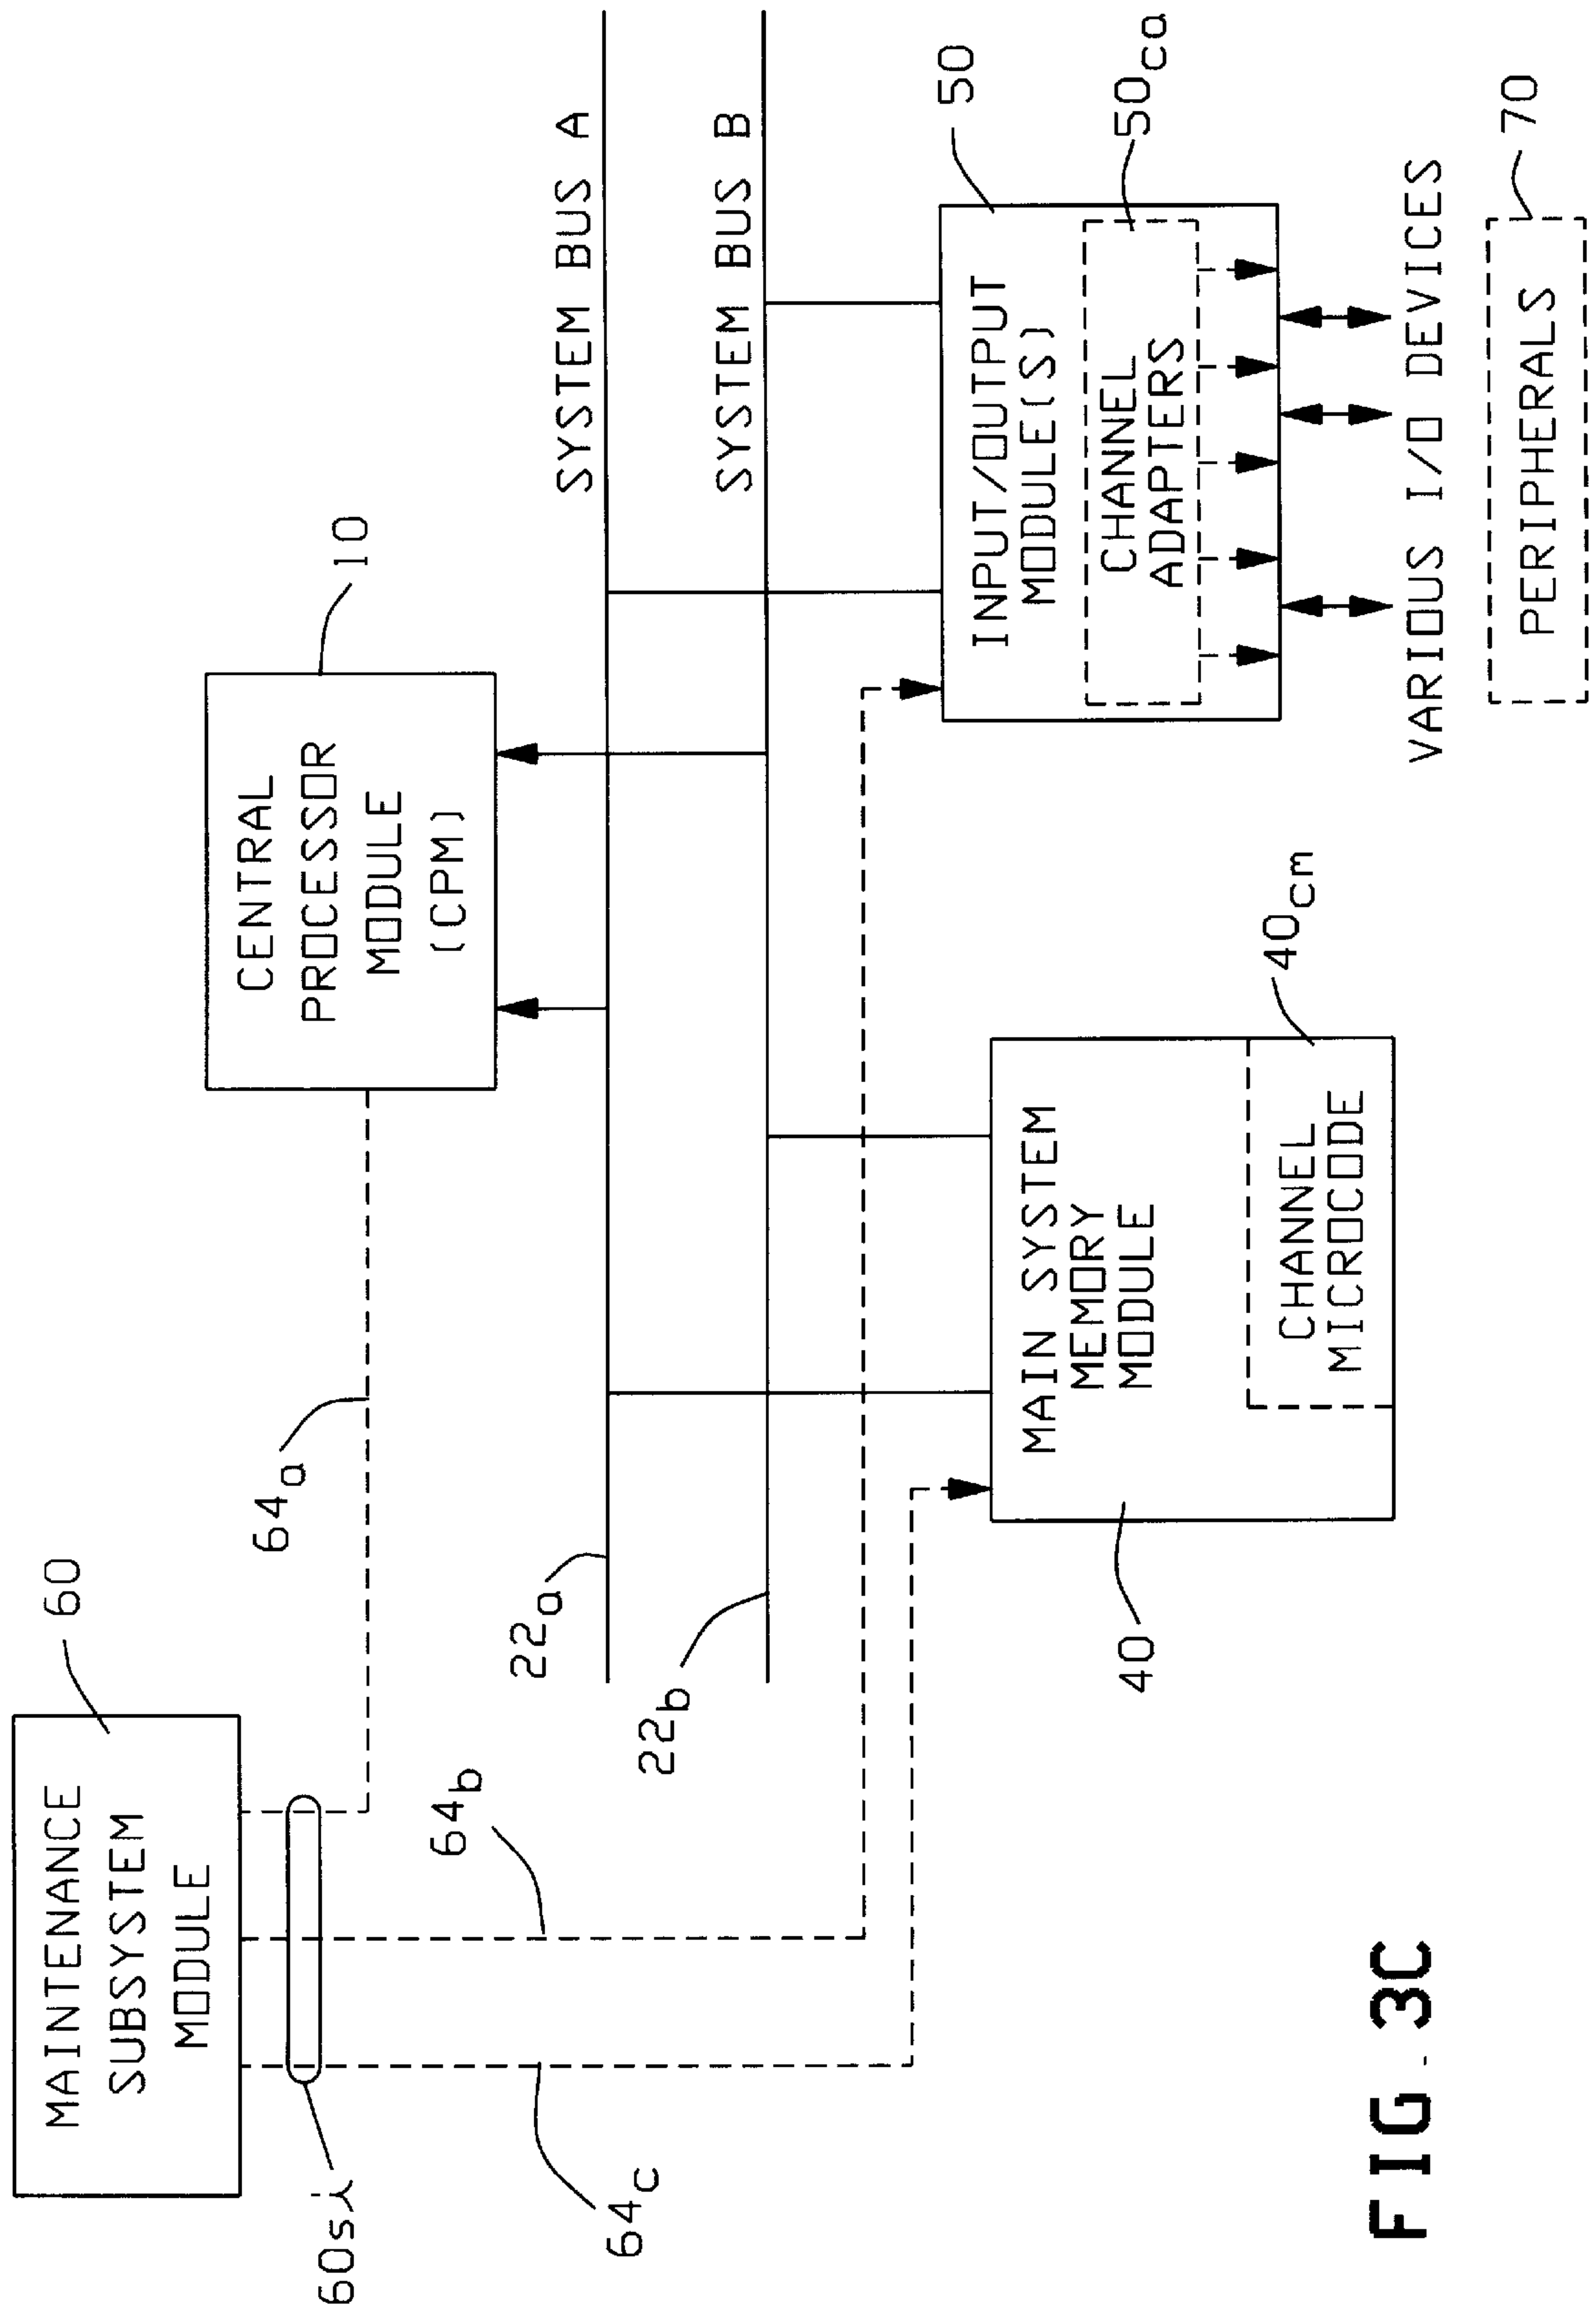 MAINTENANCE
SUBSYSTEM
MODULE
60
60si
64a
64b
64c
CENTRAL
PROCESSOR
MODULE
(CPM)
10
22a
SYSTEM BUS A
22b
SYSTEM BUS B
MAIN SYSTEM
MEMORY
MODULE
40
CHANNEL
MICROCODE
40cm
INPUT/OUTPUT
MODULE(S)
50
CHANNEL
ADAPTERS
50ca
VARIOUS I/O DEVICES
PERIPHERALS
70
FIG. 3C